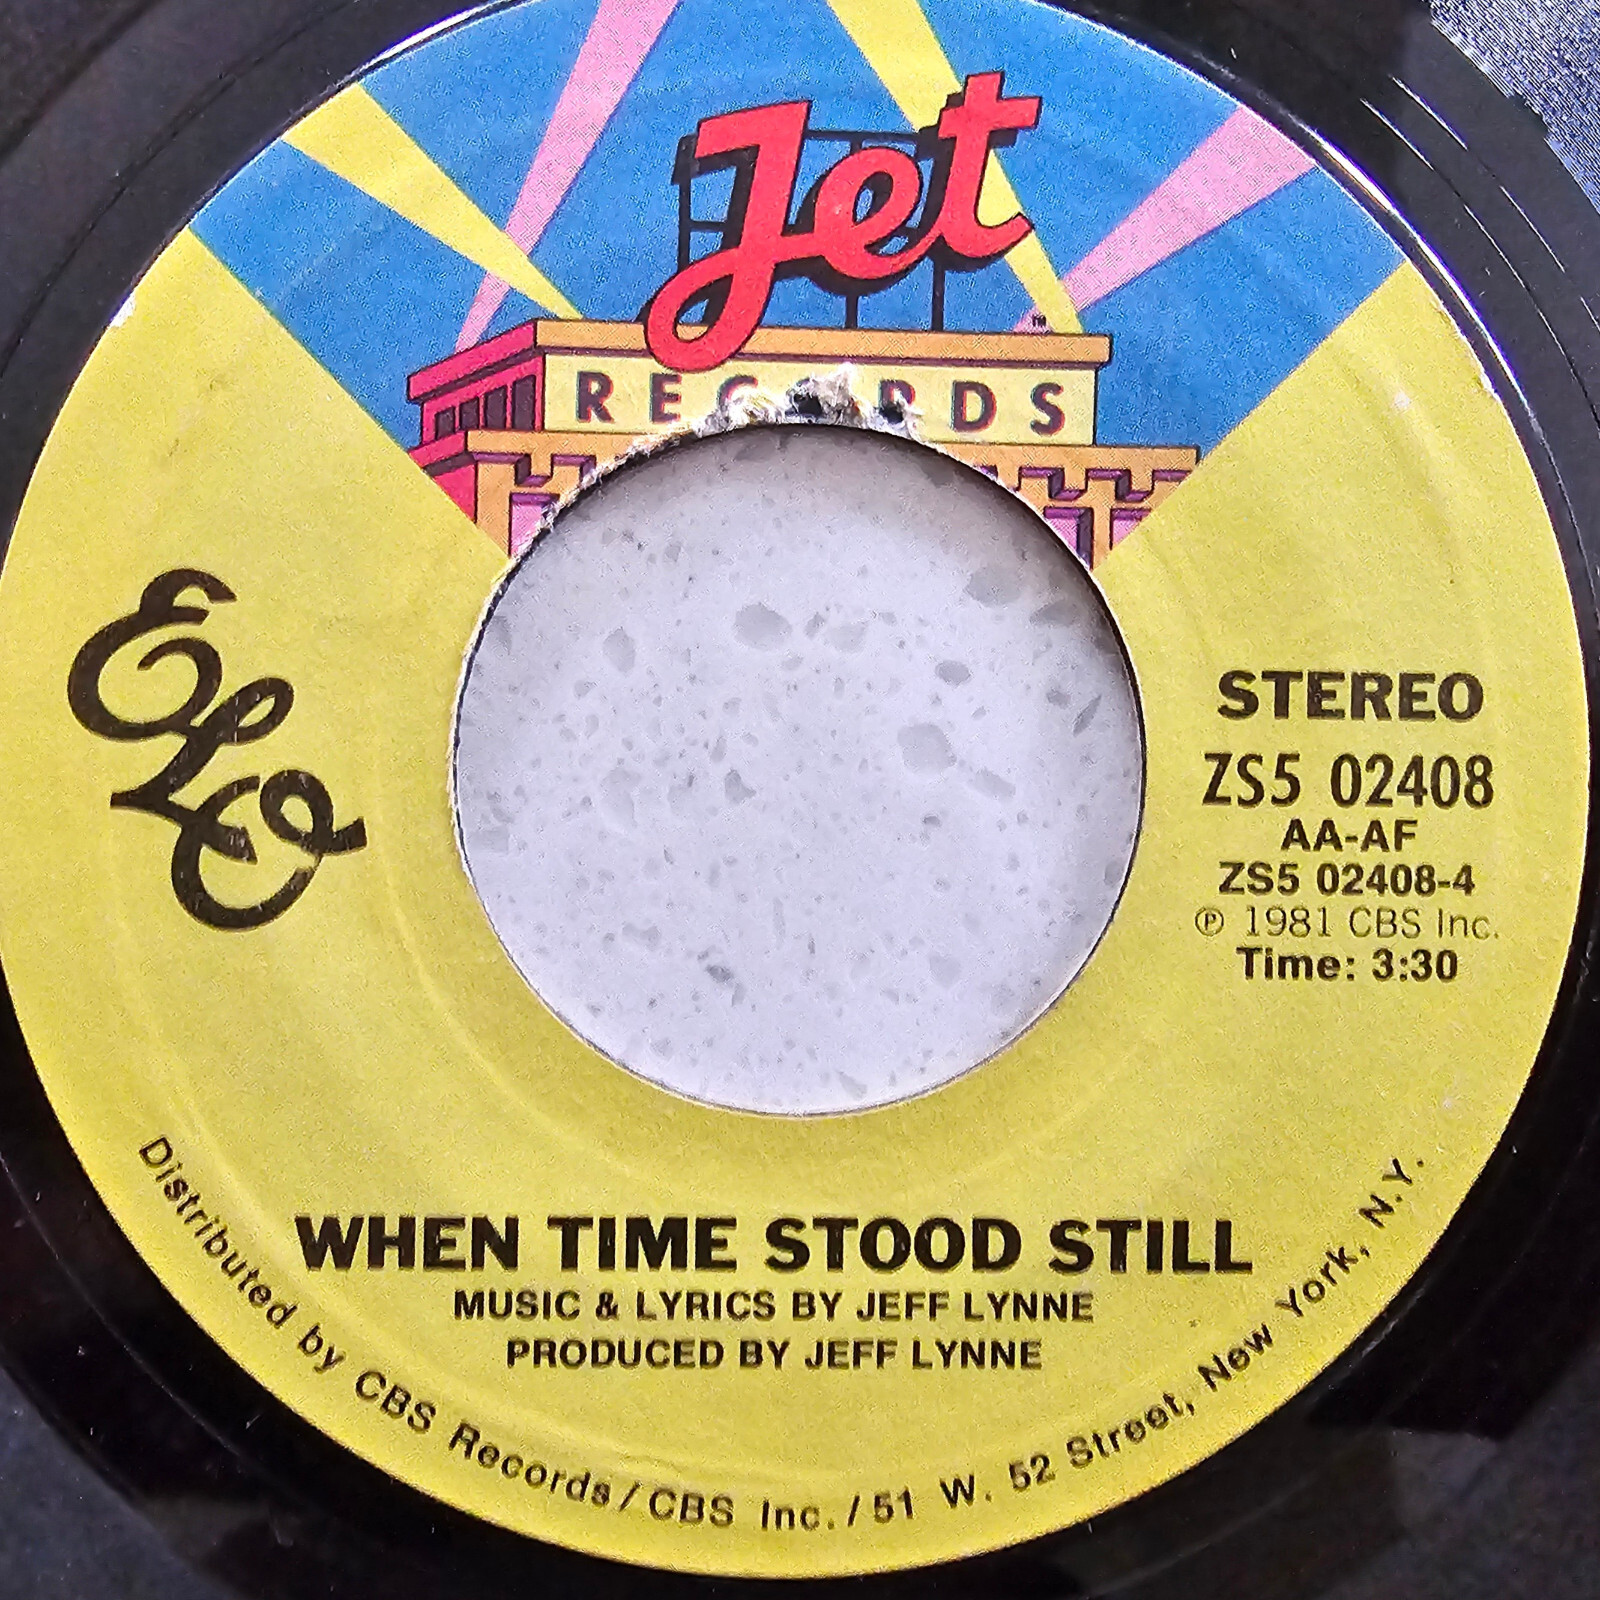 Jet
TM
RECORDS
ELO
STEREO
ZS5 02408
AA-AF
ZS5 02408-4
℗ 1981 CBS Inc.
Time: 3:30
WHEN TIME STOOD STILL
MUSIC & LYRICS BY JEFF LYNNE
PRODUCED BY JEFF LYNNE
Distributed by CBS Records/CBS Inc./51 W. 52 Street, New York, N.Y.